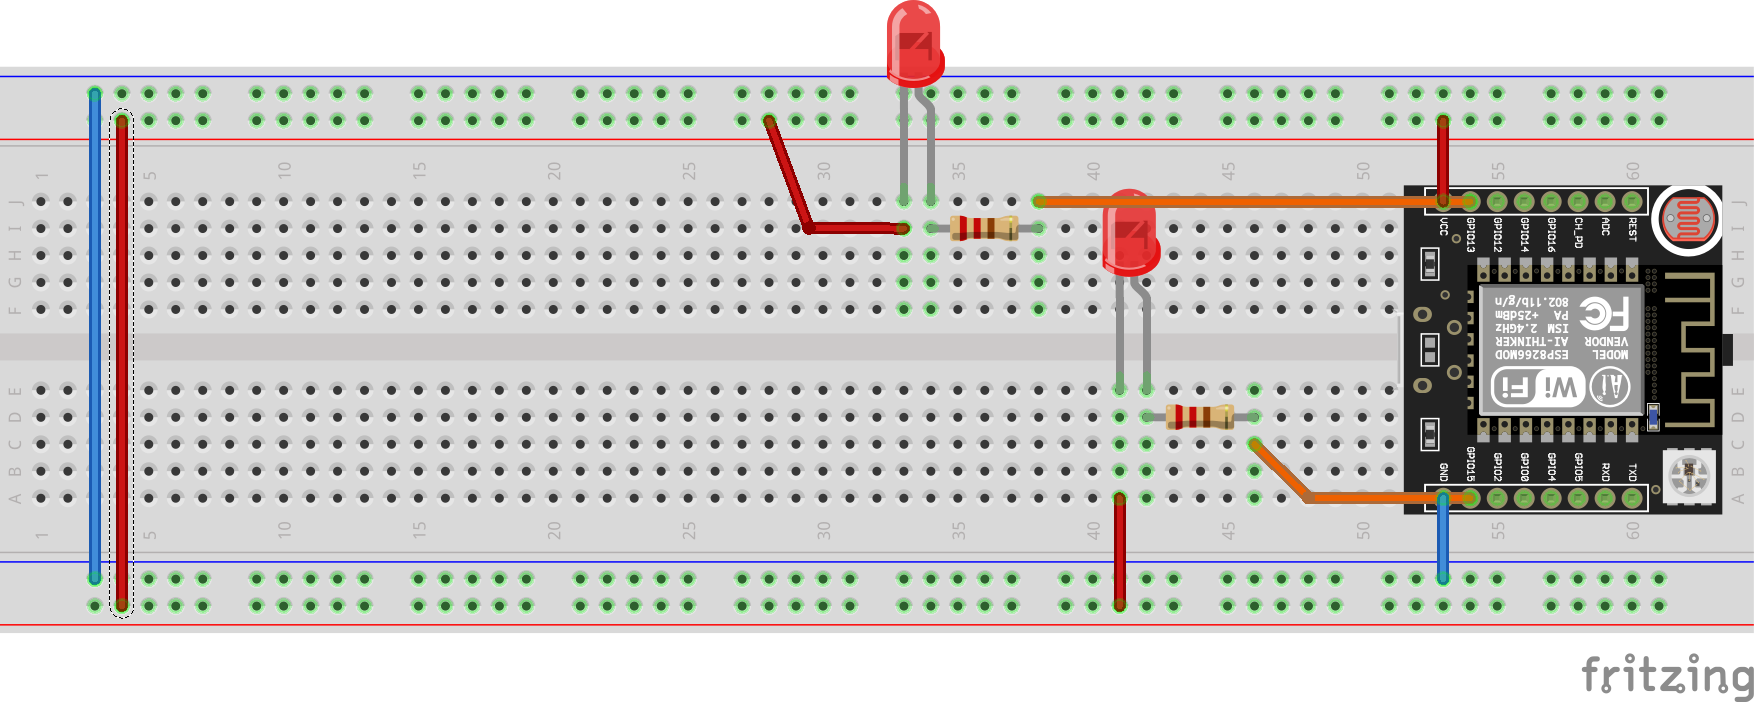 1 5 10 15 20 25 30 35 40 45 50 55 60
J
I
H
G
F
J
I
H
G
F
VCC
GPIO13
GPIO12
GPIO14
GPIO16
CH_PD
ADC
REST
MODEL ESP8266MOD
VENDOR AI-THINKER
ISM 2.4GHz
PA +25dBm
802.11b/g/n
FC
Wi Fi
E
D
C
B
A
E
D
C
B
A
GND
GPIO15
GPIO2
GPIO0
GPIO4
GPIO5
RXD
TXD
1 5 10 15 20 25 30 35 40 45 50 55 60
fritzing